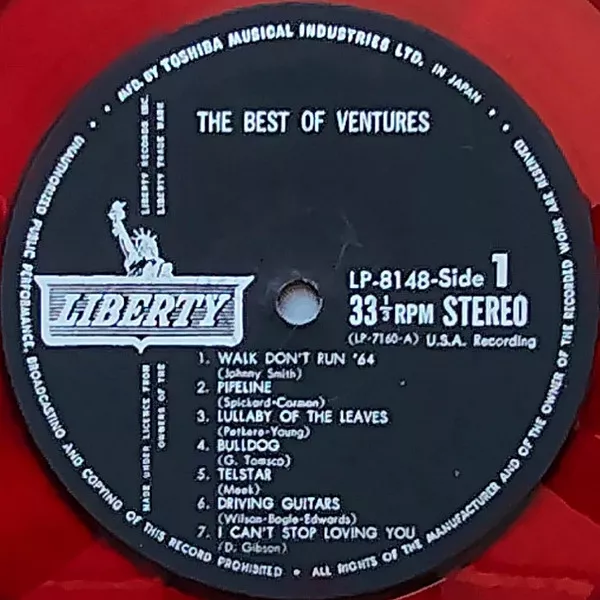 MFD. BY TOSHIBA MUSICAL INDUSTRIES LTD. IN JAPAN
UNAUTHORIZED PUBLIC PERFORMANCE, BROADCASTING AND COPYING OF THIS RECORD PROHIBITED • ALL RIGHTS OF THE MANUFACTURER AND OF THE OWNER OF THE RECORDED WORK ARE RESERVED
THE BEST OF VENTURES
LIBERTY RECORDS INC.
LIBERTY TRADE MARK
MADE UNDER LICENCE FROM
OWNERS OF THE
LIBERTY
LP-8148-Side 1
33⅓ RPM STEREO
(LP-7160-A) U.S.A. Recording
1. WALK DON'T RUN '64
(Johnny Smith)
2. PIPELINE
(Spickard-Carman)
3. LULLABY OF THE LEAVES
(Petkere-Young)
4. BULLDOG
(G. Tomsco)
5. TELSTAR
(Meek)
6. DRIVING GUITARS
(Wilson-Bogle-Edwards)
7. I CAN'T STOP LOVING YOU
(D. Gibson)